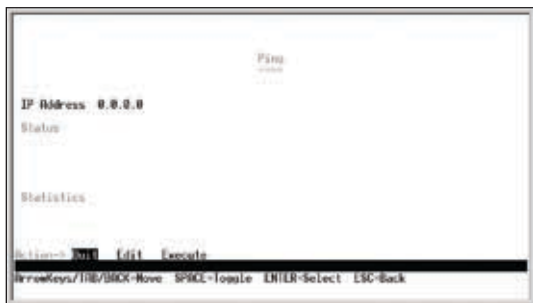 Ping
IP Address 0.0.0.0
Status
Statistics
Action-> Quit Edit Execute
ArrowKeys/TAB/BACK-Move SPACE-Toggle ENTER-Select ESC-Back